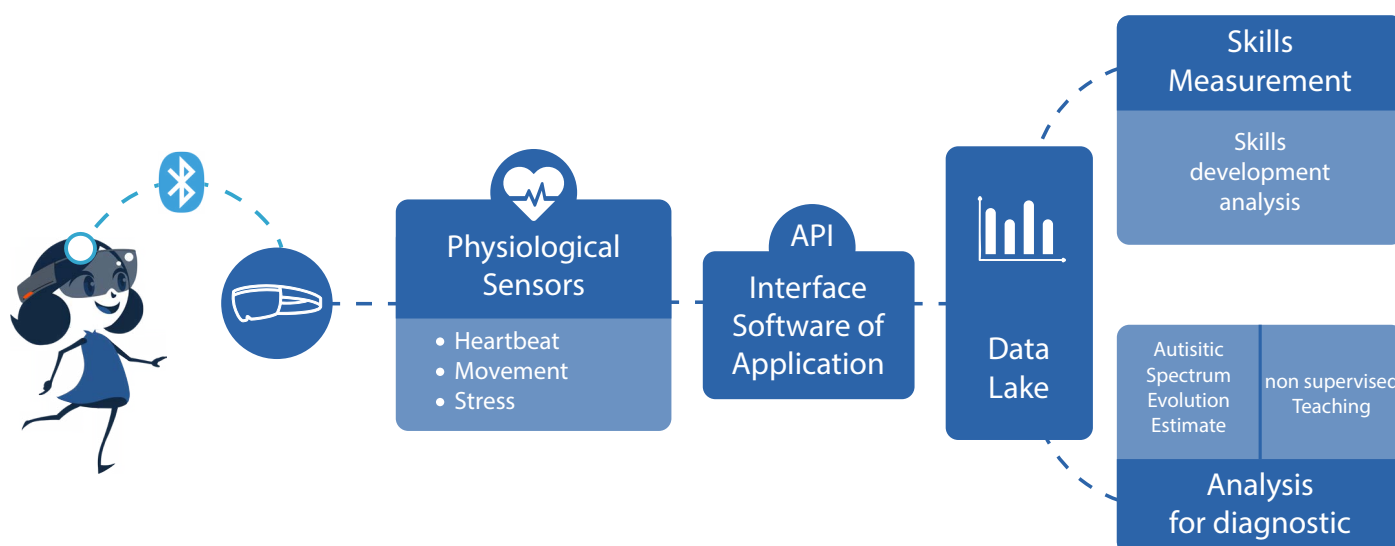 Physiological
Sensors
• Heartbeat
• Movement
• Stress
API
Interface
Software of
Application
Data
Lake
Skills
Measurement
Skills
development
analysis
Autisitic
Spectrum
Evolution
Estimate
non supervised
Teaching
Analysis
for diagnostic